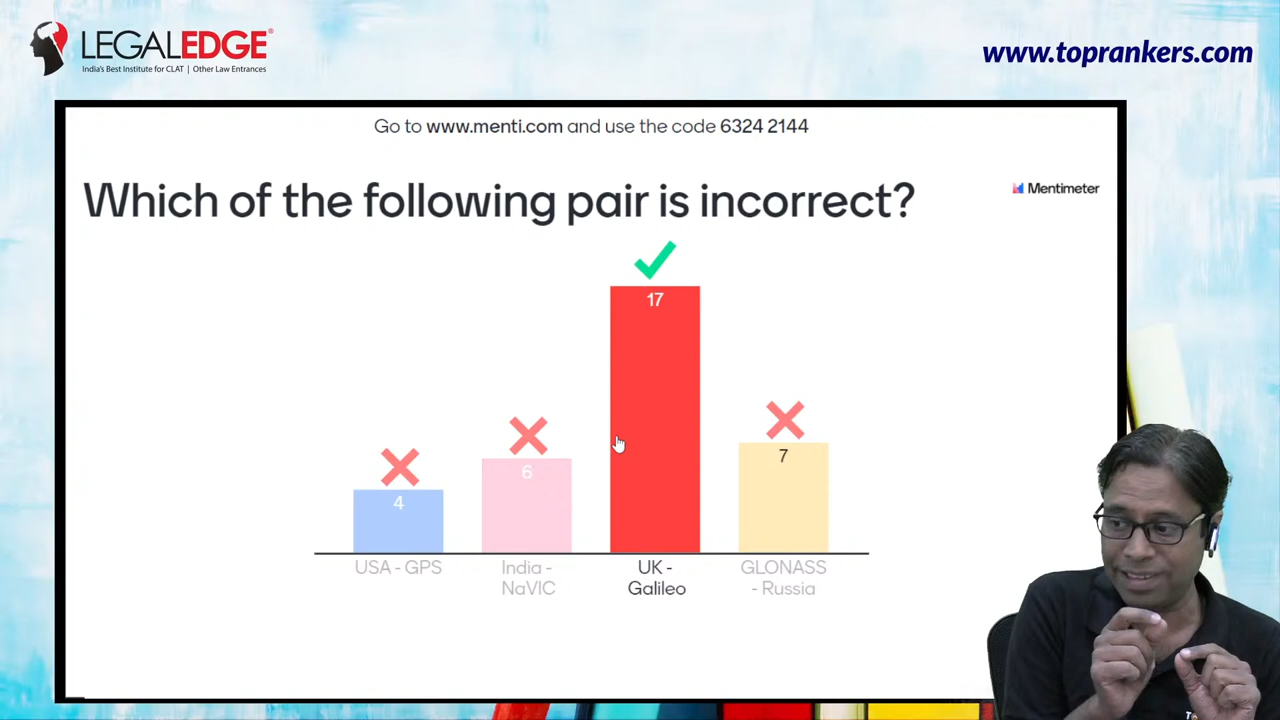 LEGALEDGE®
India's Best Institute for CLAT | Other Law Entrances
www.toprankers.com
Go to www.menti.com and use the code 6324 2144
Which of the following pair is incorrect?
Mentimeter
17
7
6
4
USA - GPS
India -
NaVIC
UK -
Galileo
GLONASS
- Russia